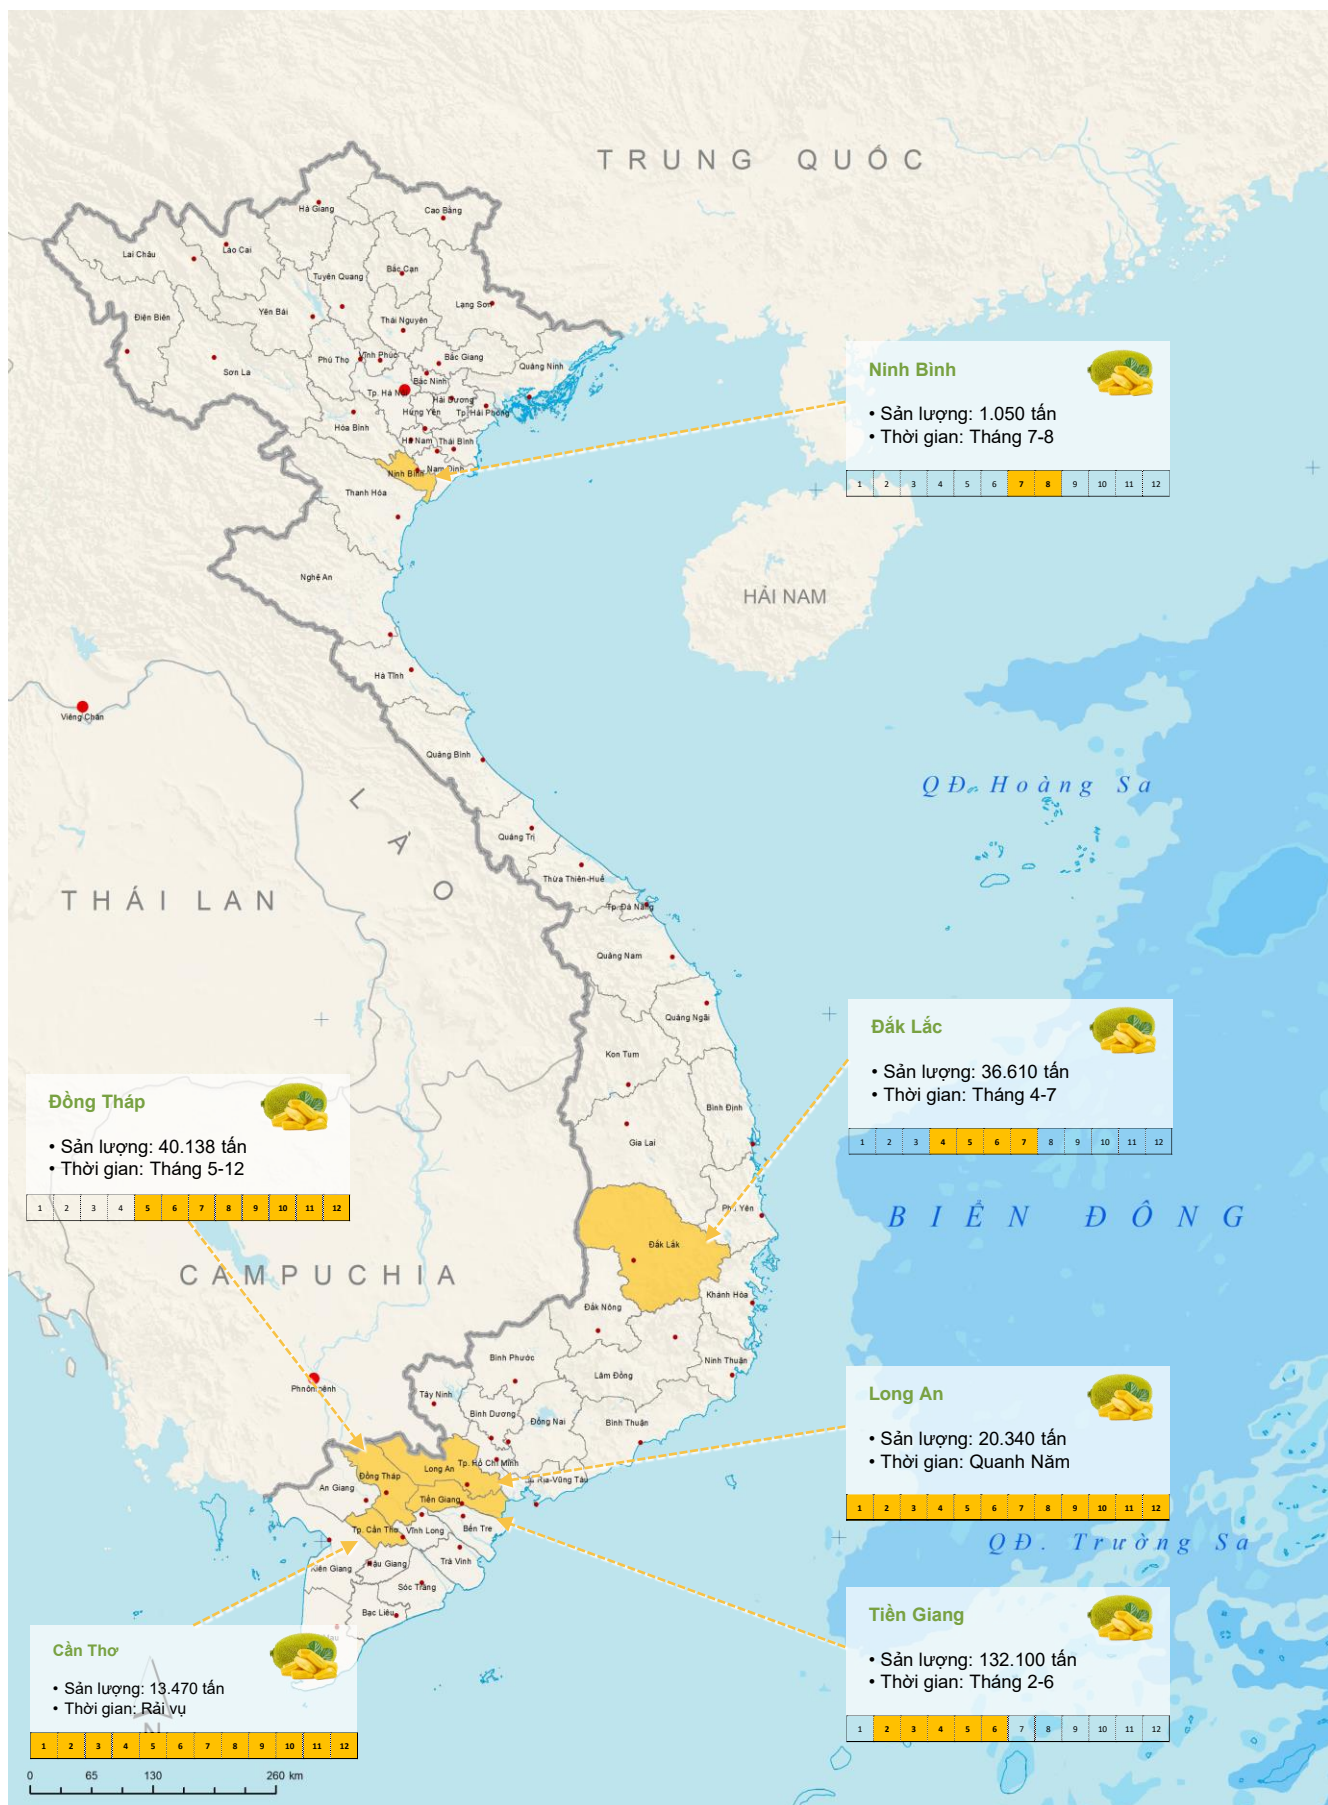 TRUNG QUỐC
Hà Giang
Cao Bằng
Lào Cai
Lai Châu
Bắc Cạn
Tuyên Quang
Lạng Sơn
Yên Bái
Điện Biên
Thái Nguyên
Vĩnh Phúc
Bắc Giang
Phú Thọ
Quảng Ninh
Sơn La
Bắc Ninh
Tp. Hà N
Hải Dương
Hưng Yên
Tp. Hải Phòng
Hòa Bình
Hà Nam
Thái Bình
Ninh Bình
Nam Định
Thanh Hóa
Ninh Bình
• Sản lượng: 1.050 tấn
• Thời gian: Tháng 7-8
1 2 3 4 5 6 7 8 9 10 11 12
Nghệ An
HẢI NAM
Hà Tĩnh
Viêng Chăn
Quảng Bình
QĐ. Hoàng Sa
LÀO
Quảng Trị
Thừa Thiên-Huế
THÁI LAN
Tp. Đà Nẵng
Quảng Nam
Quảng Ngãi
Kon Tum
Đắk Lắc
• Sản lượng: 36.610 tấn
• Thời gian: Tháng 4-7
1 2 3 4 5 6 7 8 9 10 11 12
Đồng Tháp
• Sản lượng: 40.138 tấn
• Thời gian: Tháng 5-12
1 2 3 4 5 6 7 8 9 10 11 12
Bình Định
Gia Lai
Phú Yên
BIỂN ĐÔNG
Đắk Lắk
CAMPUCHIA
Khánh Hòa
Đắk Nông
Bình Phước
Ninh Thuận
Lâm Đồng
Phnôm Pênh
Tây Ninh
Bình Dương
Đồng Nai
Bình Thuận
Long An
• Sản lượng: 20.340 tấn
• Thời gian: Quanh Năm
1 2 3 4 5 6 7 8 9 10 11 12
Tp. Hồ Chí Minh
Long An
Đồng Tháp
Rịa-Vũng Tàu
An Giang
Tiền Giang
Tp. Cần Thơ
Vĩnh Long
Bến Tre
QĐ. Trường Sa
Trà Vinh
Hậu Giang
Kiên Giang
Sóc Trăng
Bạc Liêu
Tiền Giang
• Sản lượng: 132.100 tấn
• Thời gian: Tháng 2-6
1 2 3 4 5 6 7 8 9 10 11 12
Cần Thơ
• Sản lượng: 13.470 tấn
• Thời gian: Rải vụ
N
1 2 3 4 5 6 7 8 9 10 11 12
0 65 130 260 km